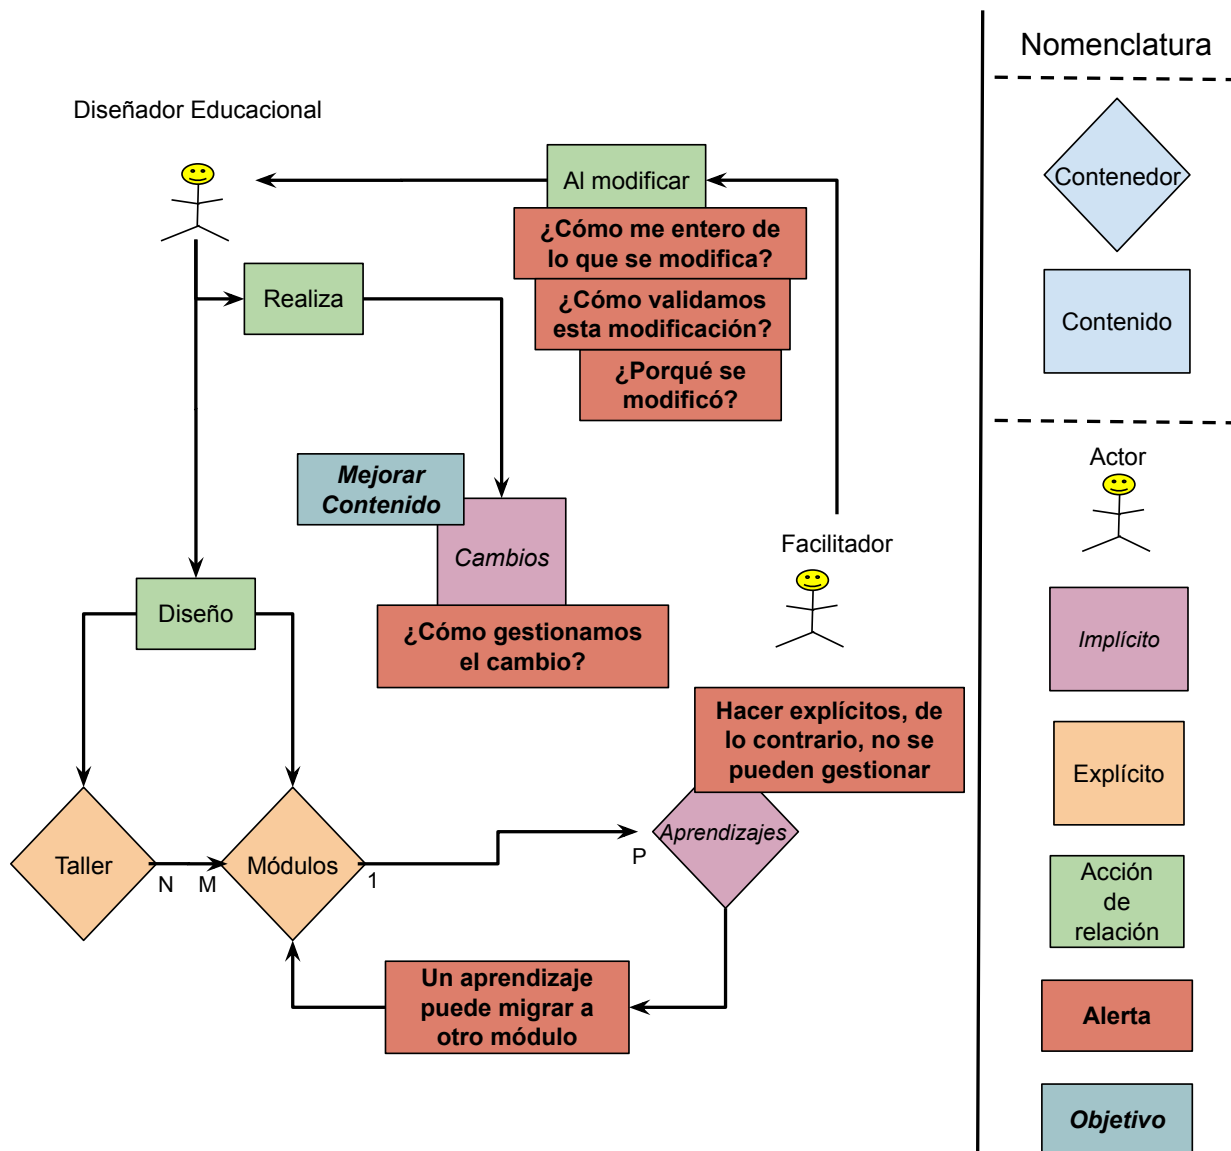 Nomenclatura
Diseñador Educacional
Al modificar
¿Cómo me entero de
lo que se modifica?
¿Cómo validamos
esta modificación?
¿Porqué se
modificó?
Realiza
Mejorar
Contenido
Cambios
¿Cómo gestionamos
el cambio?
Facilitador
Diseño
Hacer explícitos, de
lo contrario, no se
pueden gestionar
Taller
N
M
Módulos
1
P
Aprendizajes
Un aprendizaje
puede migrar a
otro módulo
Contenedor
Contenido
Actor
Implícito
Explícito
Acción
de
relación
Alerta
Objetivo